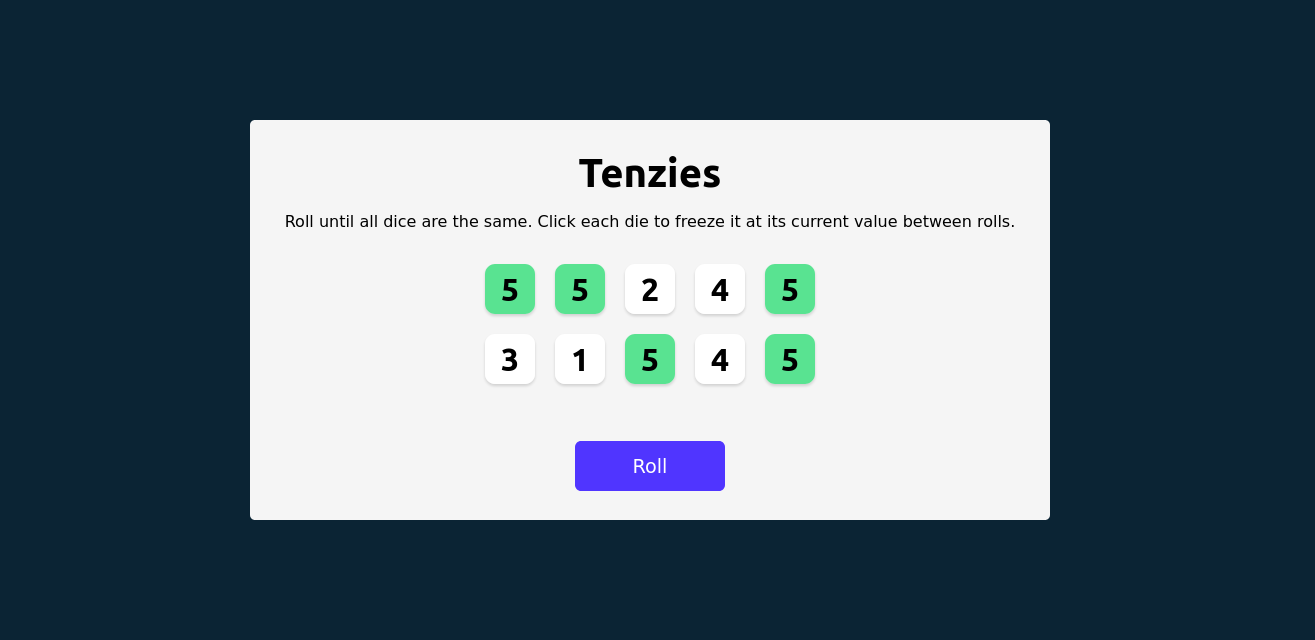 Tenzies
Roll until all dice are the same. Click each die to freeze it at its current value between rolls.
5 5 2 4 5
3 1 5 4 5
Roll